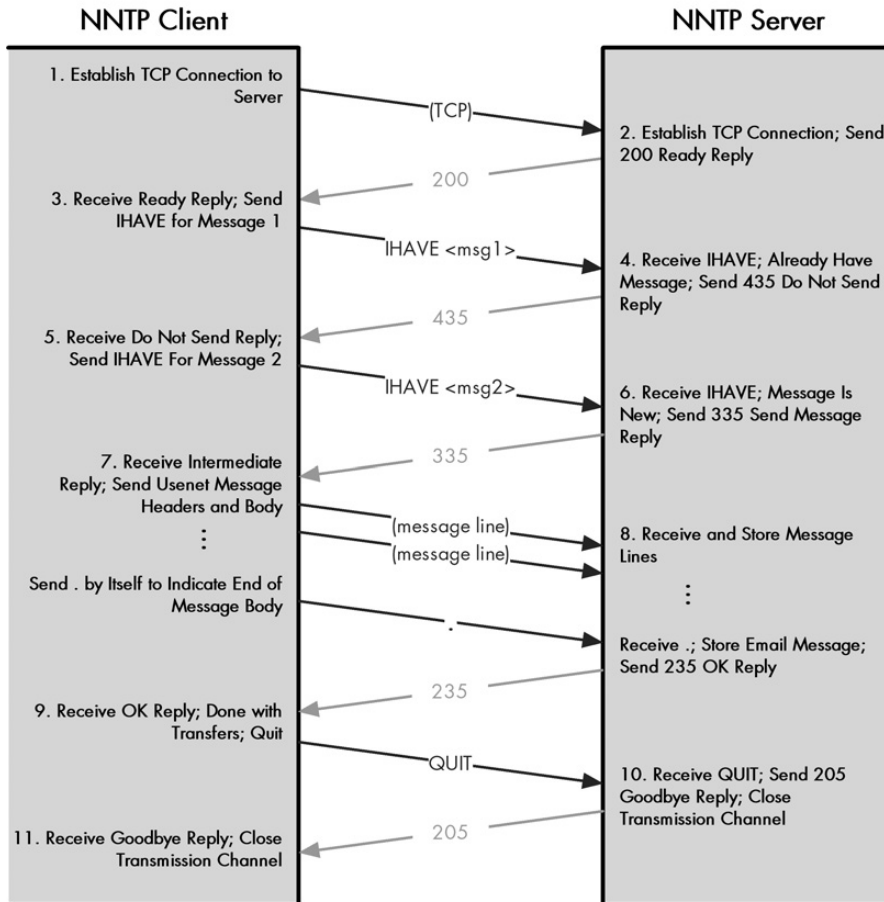 NNTP Client
NNTP Server
1. Establish TCP Connection to
Server
(TCP)
2. Establish TCP Connection; Send
200 Ready Reply
200
3. Receive Ready Reply; Send
IHAVE for Message 1
IHAVE <msg1>
4. Receive IHAVE; Already Have
Message; Send 435 Do Not Send
Reply
435
5. Receive Do Not Send Reply;
Send IHAVE For Message 2
IHAVE <msg2>
6. Receive IHAVE; Message Is
New; Send 335 Send Message
Reply
335
7. Receive Intermediate
Reply; Send Usenet Message
Headers and Body
⋮
(message line)
(message line)
8. Receive and Store Message
Lines
⋮
Send . by Itself to Indicate End of
Message Body
.
Receive .; Store Email Message;
Send 235 OK Reply
235
9. Receive OK Reply; Done with
Transfers; Quit
QUIT
10. Receive QUIT; Send 205
Goodbye Reply; Close
Transmission Channel
205
11. Receive Goodbye Reply; Close
Transmission Channel